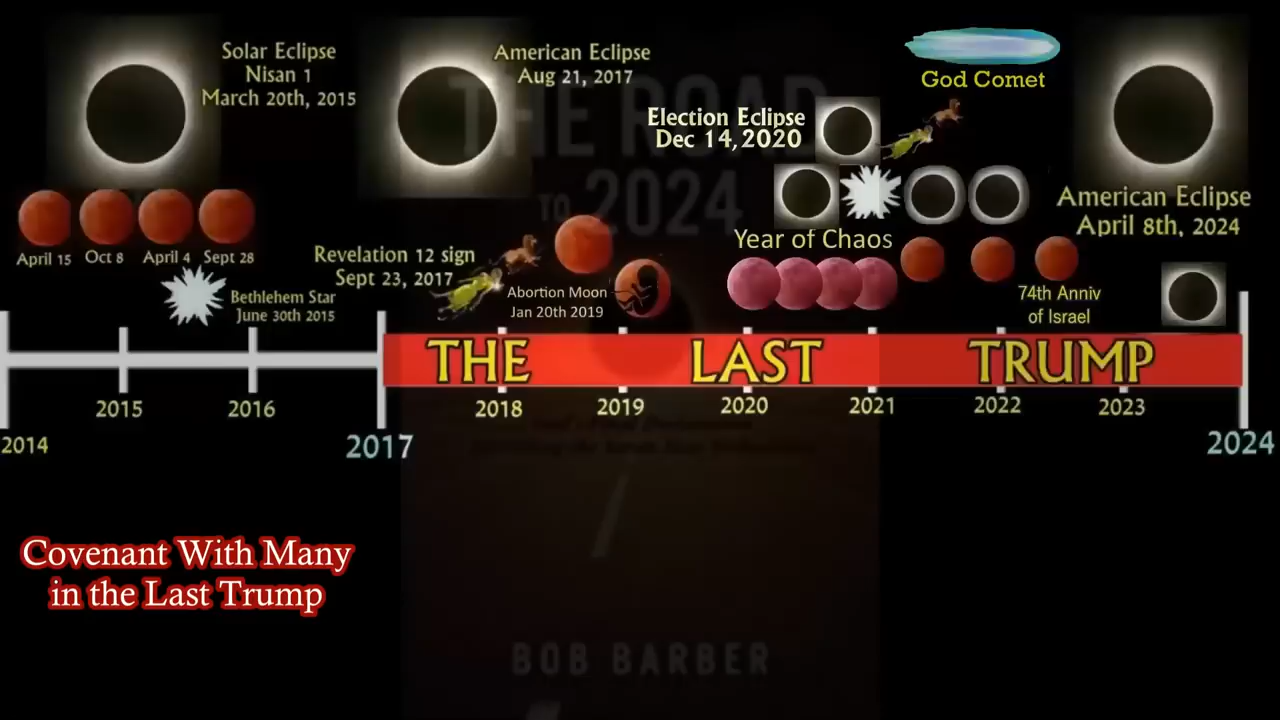 Solar Eclipse
Nisan 1
March 20th, 2015
American Eclipse
Aug 21, 2017
God Comet
Election Eclipse
Dec 14, 2020
THE ROAD
TO 2024
American Eclipse
April 8th, 2024
April 15
Oct 8
April 4
Sept 28
Revelation 12 sign
Sept 23, 2017
Year of Chaos
Bethlehem Star
June 30th 2015
Abortion Moon
Jan 20th 2019
74th Anniv
of Israel
THE LAST TRUMP
2014
2015
2016
2017
2018
2019
2020
2021
2022
2023
2024
Covenant With Many
in the Last Trump
BOB BARBER